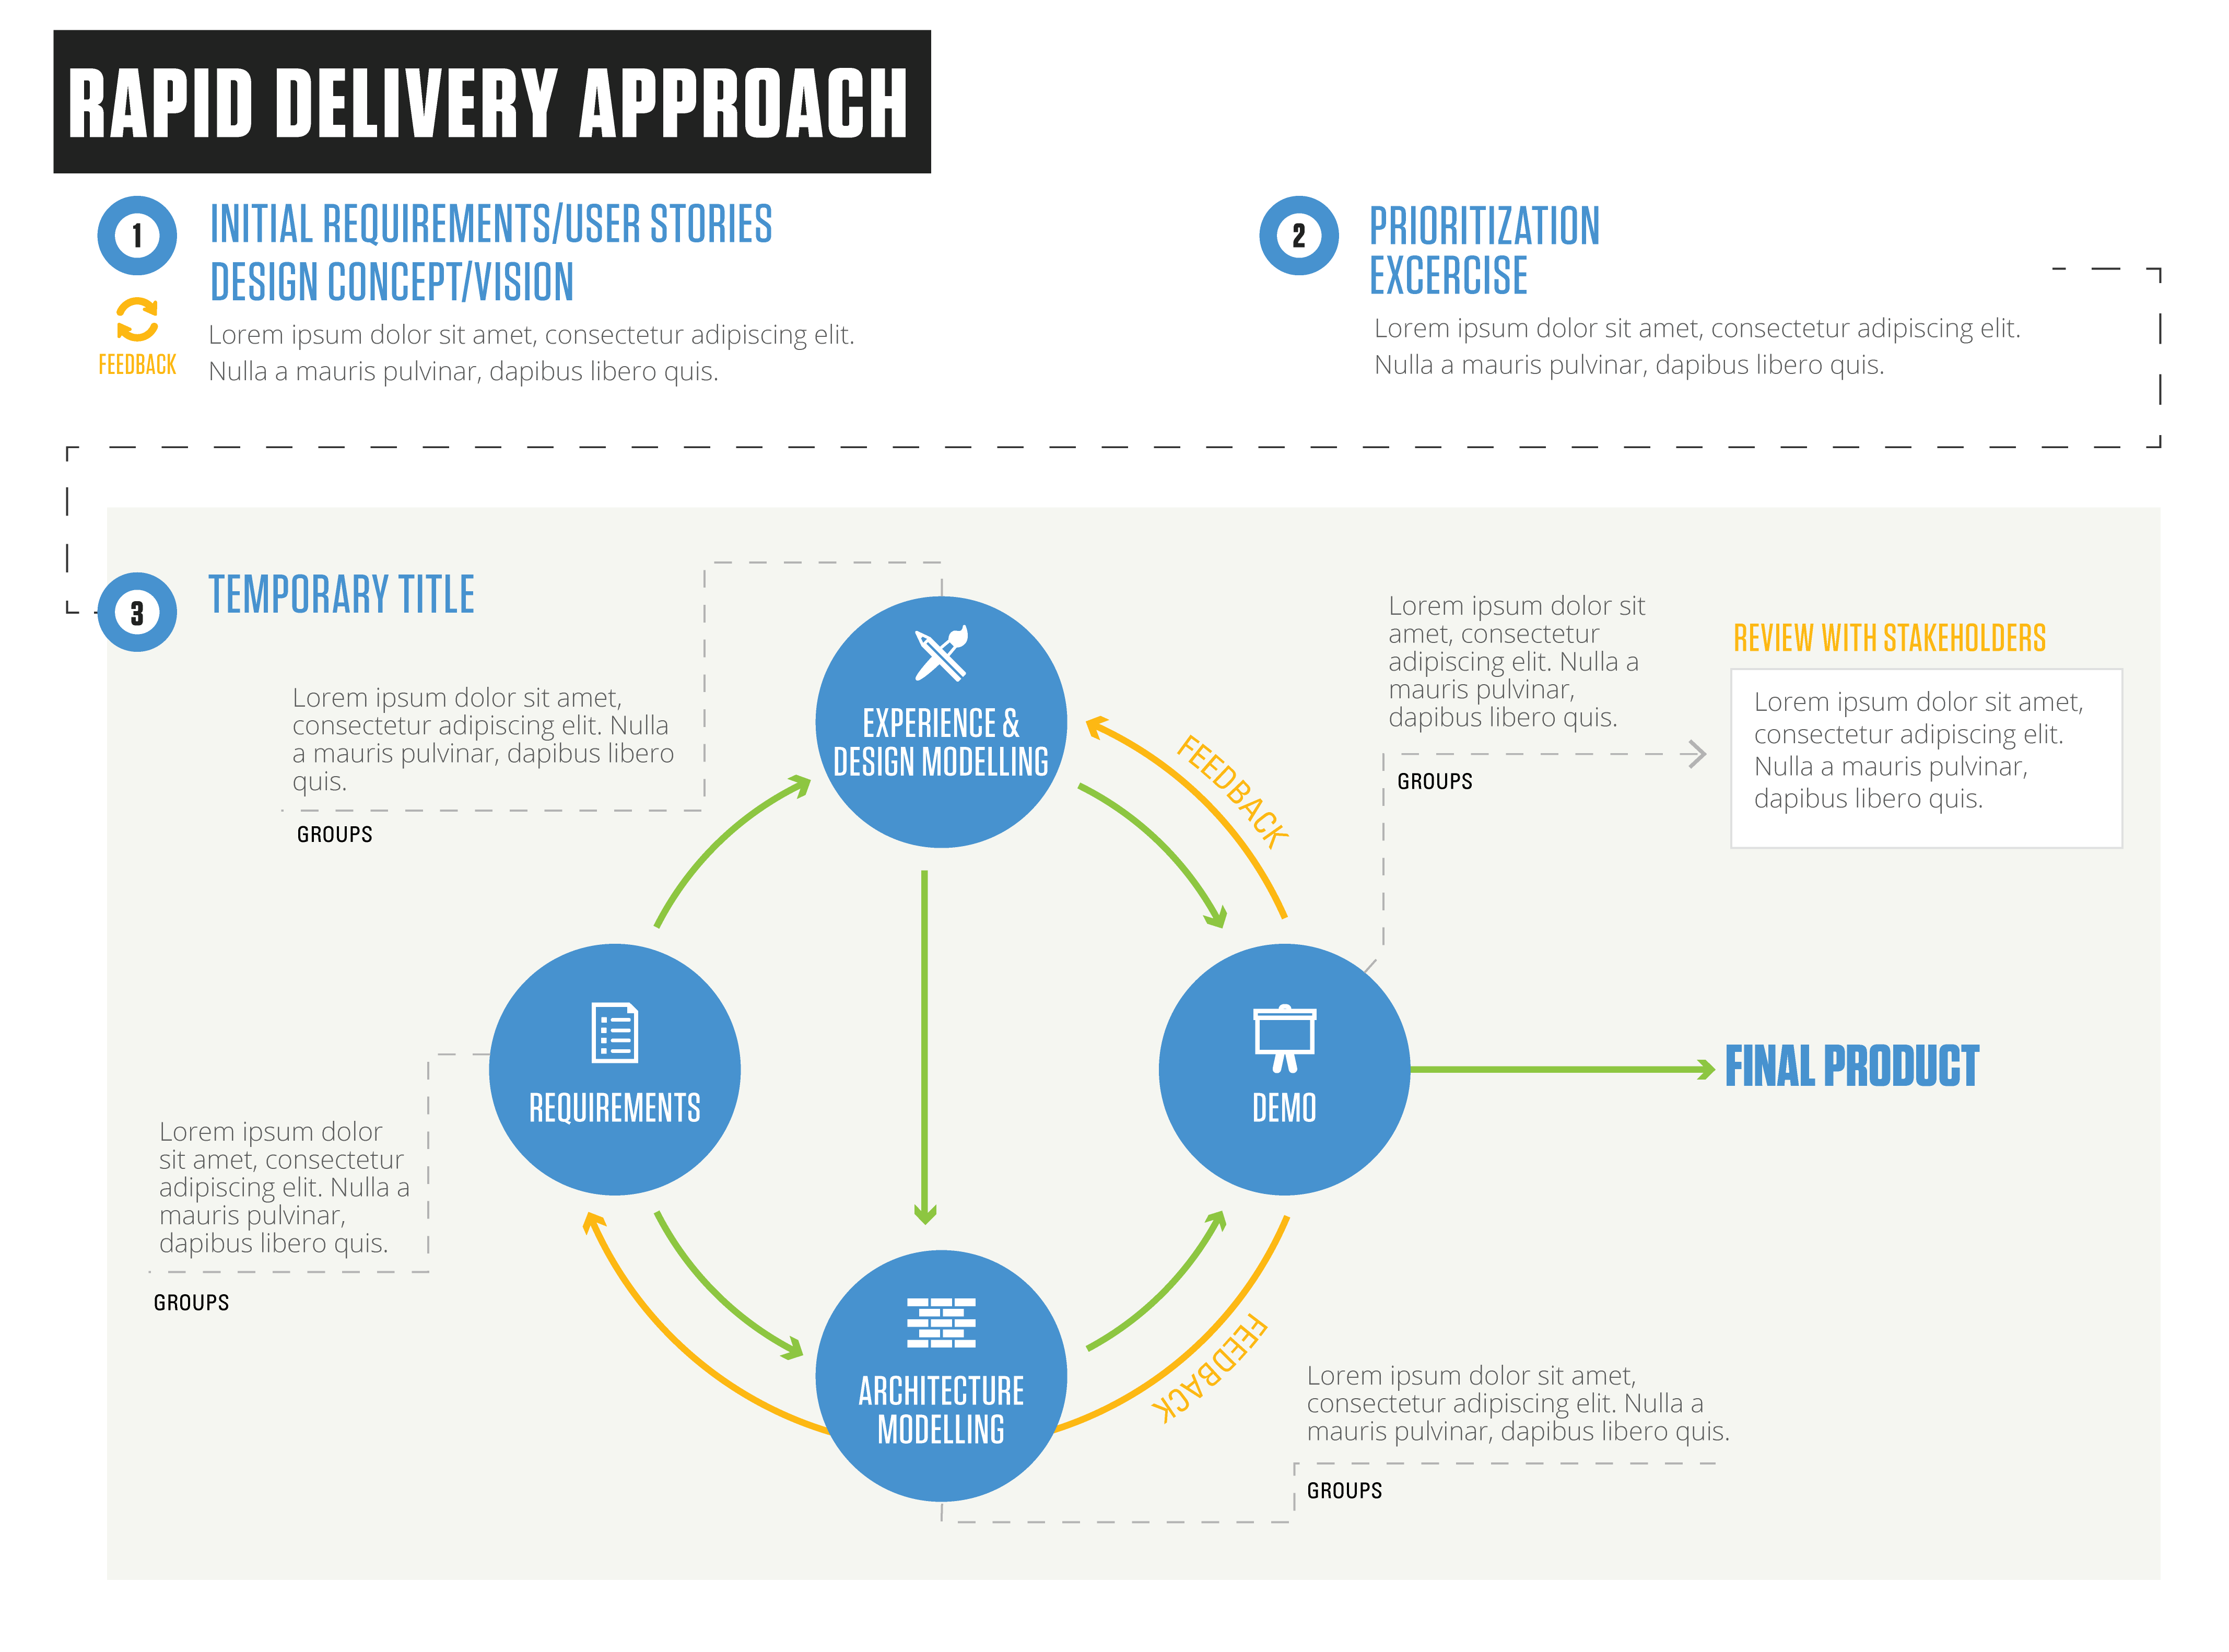 RAPID DELIVERY APPROACH
1
INITIAL REQUIREMENTS/USER STORIES
DESIGN CONCEPT/VISION
FEEDBACK
Lorem ipsum dolor sit amet, consectetur adipiscing elit.
Nulla a mauris pulvinar, dapibus libero quis.
2
PRIORITIZATION
EXCERCISE
Lorem ipsum dolor sit amet, consectetur adipiscing elit.
Nulla a mauris pulvinar, dapibus libero quis.
3
TEMPORARY TITLE
Lorem ipsum dolor sit amet,
consectetur adipiscing elit. Nulla
a mauris pulvinar, dapibus libero
quis.
GROUPS
EXPERIENCE &
DESIGN MODELLING
FEEDBACK
Lorem ipsum dolor sit
amet, consectetur
adipiscing elit. Nulla a
mauris pulvinar,
dapibus libero quis.
GROUPS
REVIEW WITH STAKEHOLDERS
Lorem ipsum dolor sit amet,
consectetur adipiscing elit.
Nulla a mauris pulvinar,
dapibus libero quis.
REQUIREMENTS
DEMO
FINAL PRODUCT
Lorem ipsum dolor
sit amet, consectetur
adipiscing elit. Nulla a
mauris pulvinar,
dapibus libero quis.
GROUPS
ARCHITECTURE
MODELLING
FEEDBACK
Lorem ipsum dolor sit amet,
consectetur adipiscing elit. Nulla a
mauris pulvinar, dapibus libero quis.
GROUPS